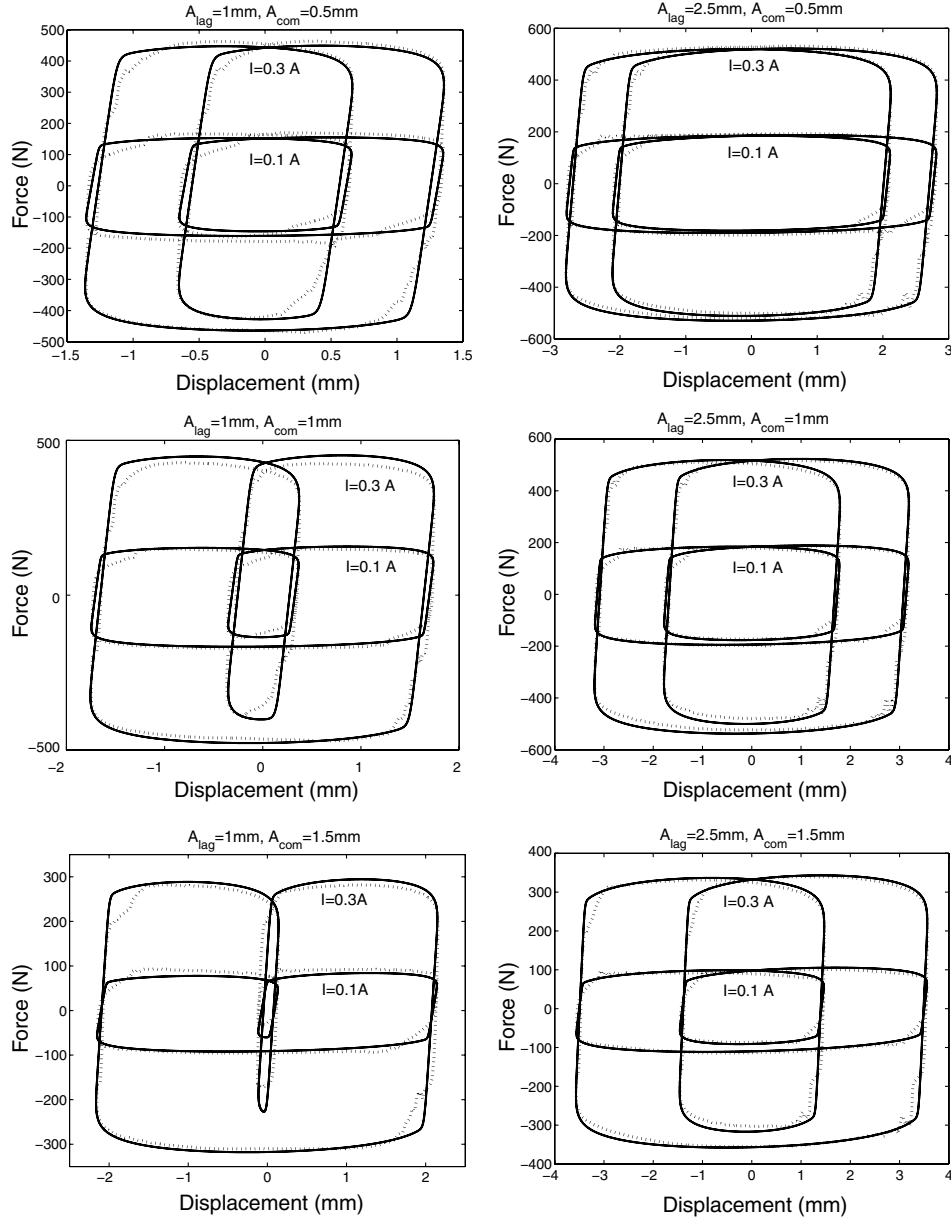 A_lag=1mm, A_com=0.5mm
500
400
300
200
100
0
−100
−200
−300
−400
−500
Force (N)
I=0.3 A
I=0.1 A
−1.5
−1
−0.5
0
0.5
1
1.5
Displacement (mm)
A_lag=2.5mm, A_com=0.5mm
600
400
200
0
−200
−400
−600
Force (N)
I=0.3 A
I=0.1 A
−3
−2
−1
0
1
2
3
Displacement (mm)
A_lag=1mm, A_com=1mm
500
0
−500
Force (N)
I=0.3 A
I=0.1 A
−2
−1
0
1
2
Displacement (mm)
A_lag=2.5mm, A_com=1mm
600
400
200
0
−200
−400
−600
Force (N)
I=0.3 A
I=0.1 A
−4
−3
−2
−1
0
1
2
3
4
Displacement (mm)
A_lag=1mm, A_com=1.5mm
300
200
100
0
−100
−200
−300
Force (N)
I=0.3A
I=0.1A
−2
−1
0
1
2
Displacement (mm)
A_lag=2.5mm, A_com=1.5mm
400
300
200
100
0
−100
−200
−300
−400
Force (N)
I=0.3 A
I=0.1 A
−4
−3
−2
−1
0
1
2
3
4
Displacement (mm)